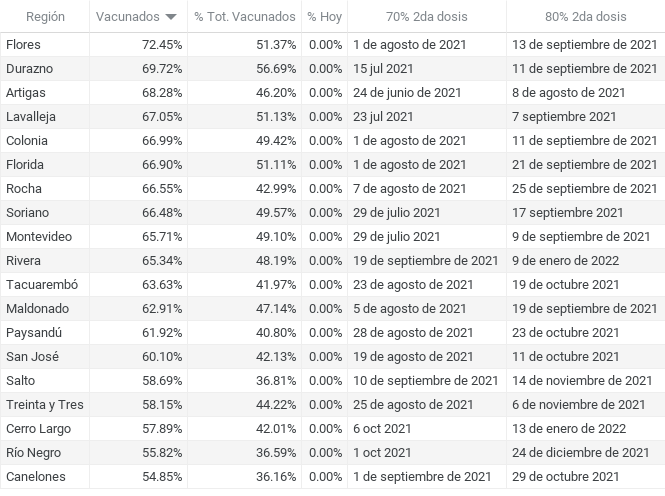 Región Vacunados % Tot. Vacunados % Hoy 70% 2da dosis 80% 2da dosis
Flores 72.45% 51.37% 0.00% 1 de agosto de 2021 13 de septiembre de 2021
Durazno 69.72% 56.69% 0.00% 15 jul 2021 11 de septiembre de 2021
Artigas 68.28% 46.20% 0.00% 24 de junio de 2021 8 de agosto de 2021
Lavalleja 67.05% 51.13% 0.00% 23 jul 2021 7 septiembre 2021
Colonia 66.99% 49.42% 0.00% 1 de agosto de 2021 11 de septiembre de 2021
Florida 66.90% 51.11% 0.00% 1 de agosto de 2021 21 de septiembre de 2021
Rocha 66.55% 42.99% 0.00% 7 de agosto de 2021 25 de septiembre de 2021
Soriano 66.48% 49.57% 0.00% 29 de julio 2021 17 septiembre 2021
Montevideo 65.71% 49.10% 0.00% 29 de julio 2021 9 de septiembre de 2021
Rivera 65.34% 48.19% 0.00% 19 de septiembre de 2021 9 de enero de 2022
Tacuarembó 63.63% 41.97% 0.00% 23 de agosto de 2021 19 de octubre de 2021
Maldonado 62.91% 47.14% 0.00% 5 de agosto de 2021 19 de septiembre de 2021
Paysandú 61.92% 40.80% 0.00% 28 de agosto de 2021 23 de octubre de 2021
San José 60.10% 42.13% 0.00% 19 de agosto de 2021 11 de octubre de 2021
Salto 58.69% 36.81% 0.00% 10 de septiembre de 2021 14 de noviembre de 2021
Treinta y Tres 58.15% 44.22% 0.00% 25 de agosto de 2021 6 de noviembre de 2021
Cerro Largo 57.89% 42.01% 0.00% 6 oct 2021 13 de enero de 2022
Río Negro 55.82% 36.59% 0.00% 1 oct 2021 24 de diciembre de 2021
Canelones 54.85% 36.16% 0.00% 1 de septiembre de 2021 29 de octubre de 2021